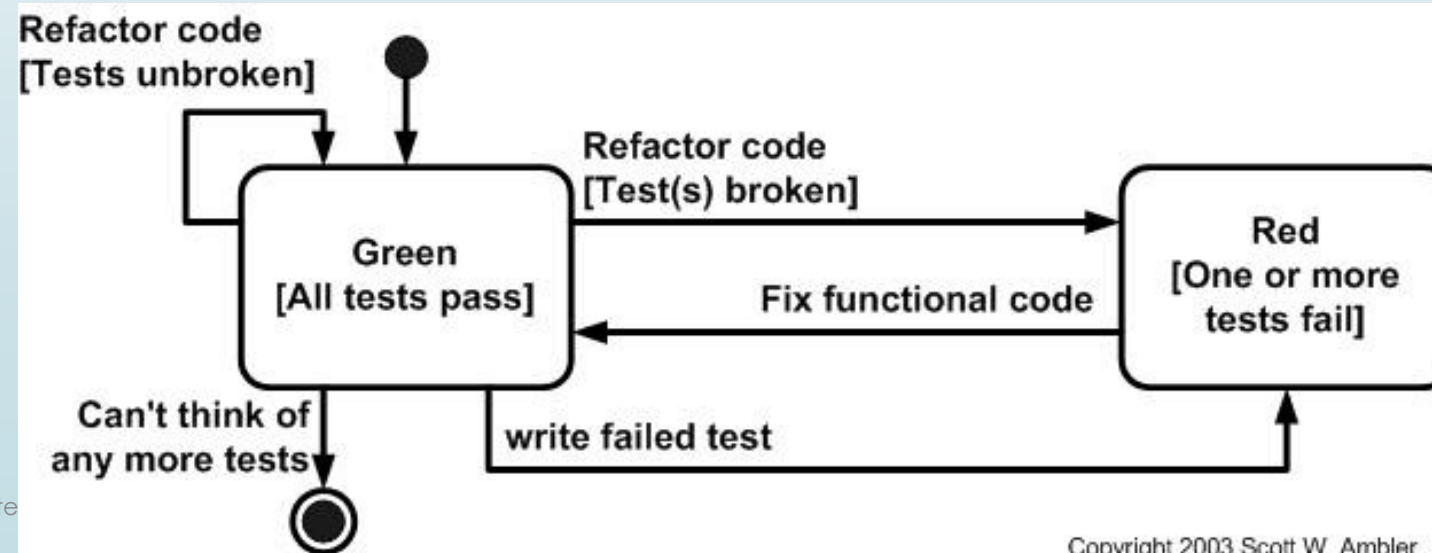 Refactor code
[Tests unbroken]
Refactor code
[Test(s) broken]
Green
[All tests pass]
Red
[One or more
tests fail]
Fix functional code
Can't think of
any more tests
write failed test
re
Copyright 2003 Scott W. Ambler